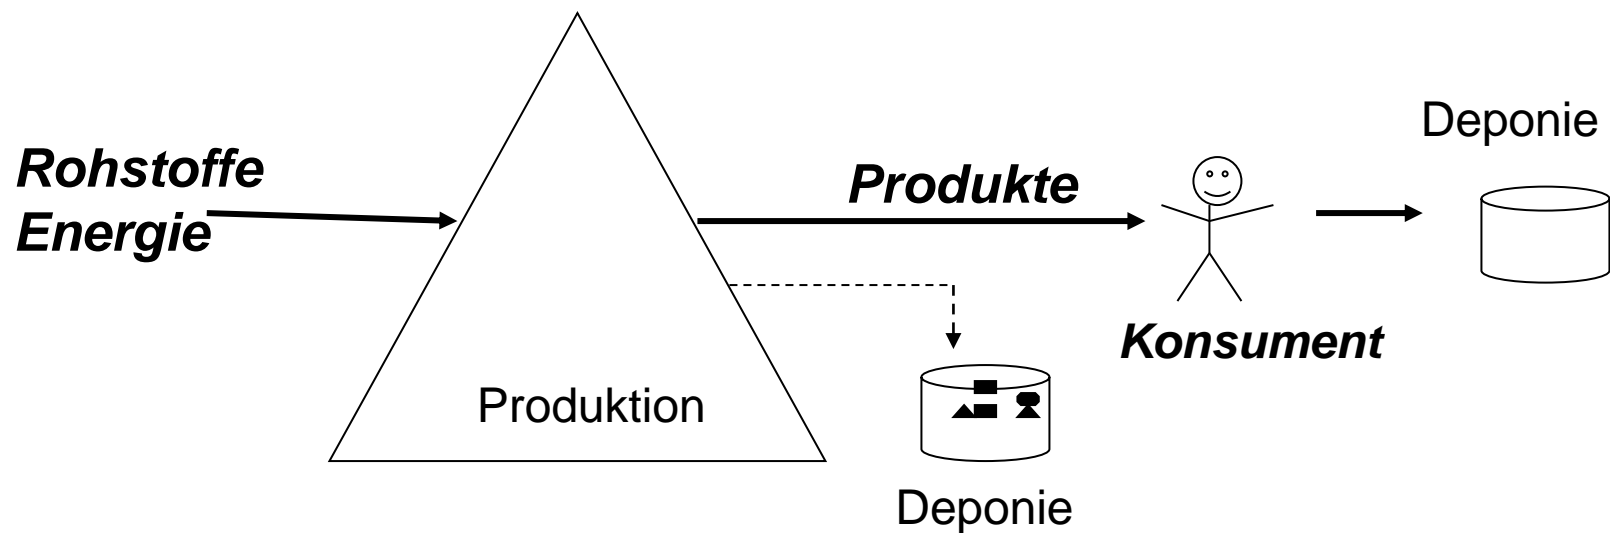 Rohstoffe
Energie
Produktion
Produkte
Deponie
Konsument
Deponie